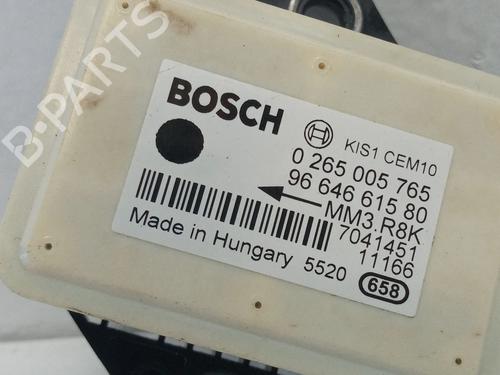 B-PARTS
BOSCH
KIS1 CEM10
0 265 005 765
96 646 615 80
MM3.R8K
7041451
11166
Made in Hungary 5520
658